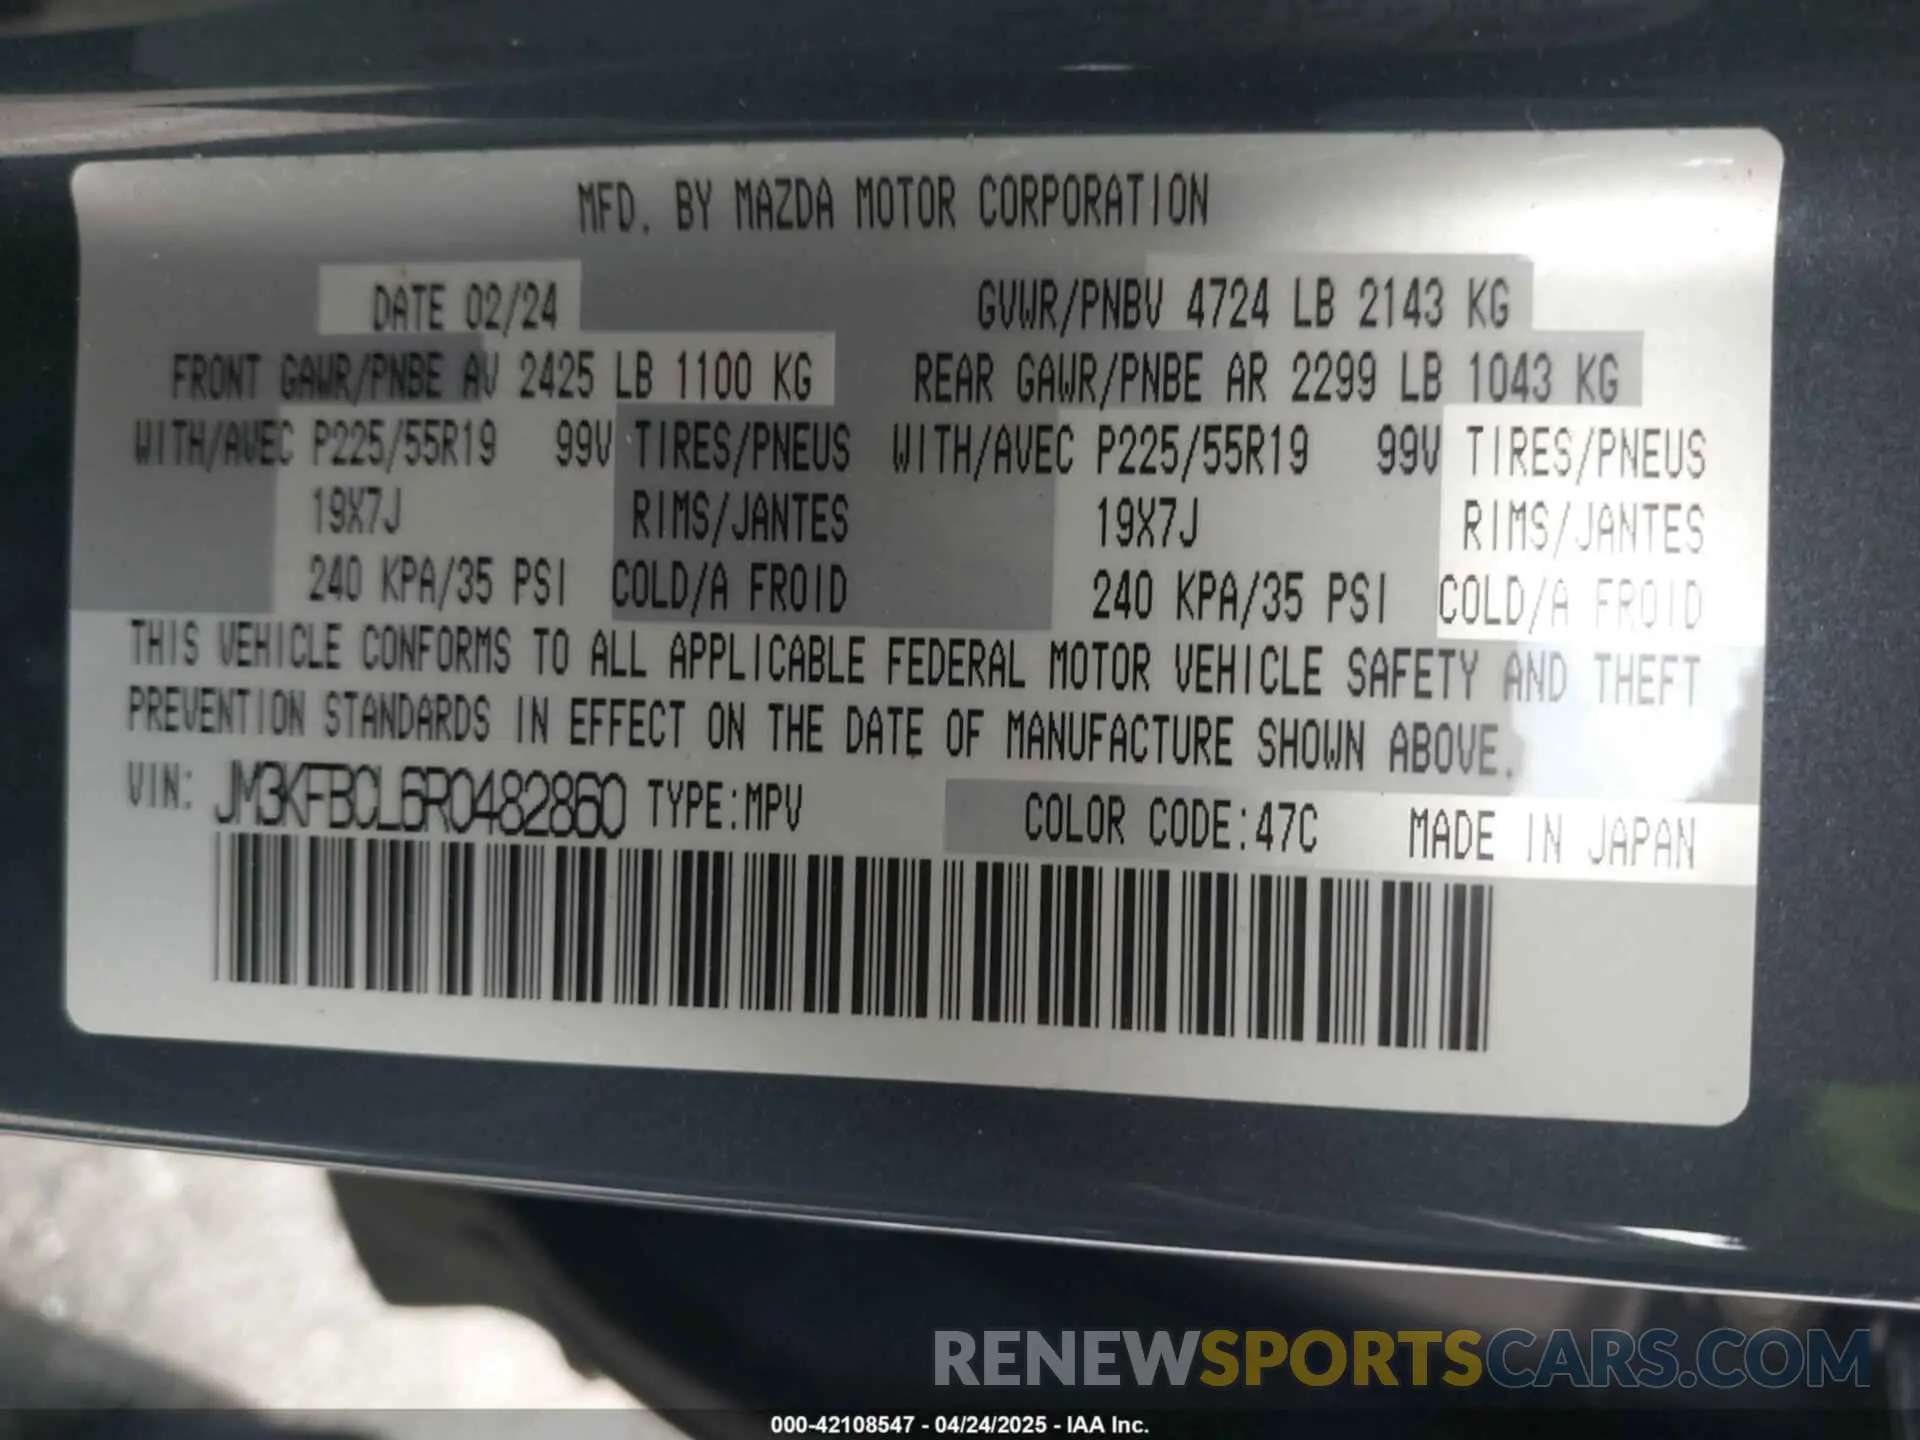 MFD. BY MAZDA MOTOR CORPORATION
DATE 02/24 GVWR/PNBV 4724 LB 2143 KG
FRONT GAWR/PNBE AV 2425 LB 1100 KG REAR GAWR/PNBE AR 2299 LB 1043 KG
WITH/AVEC P225/55R19 99V TIRES/PNEUS WITH/AVEC P225/55R19 99V TIRES/PNEUS
19X7J RIMS/JANTES 19X7J RIMS/JANTES
240 KPA/35 PSI COLD/A FROID 240 KPA/35 PSI COLD/A FROID
THIS VEHICLE CONFORMS TO ALL APPLICABLE FEDERAL MOTOR VEHICLE SAFETY AND THEFT
PREVENTION STANDARDS IN EFFECT ON THE DATE OF MANUFACTURE SHOWN ABOVE.
VIN: JM3KFBCL6R0482860 TYPE:MPV COLOR CODE:47C MADE IN JAPAN
RENEWSPORTSCARS.COM
000-42108547 - 04/24/2025 - IAA Inc.